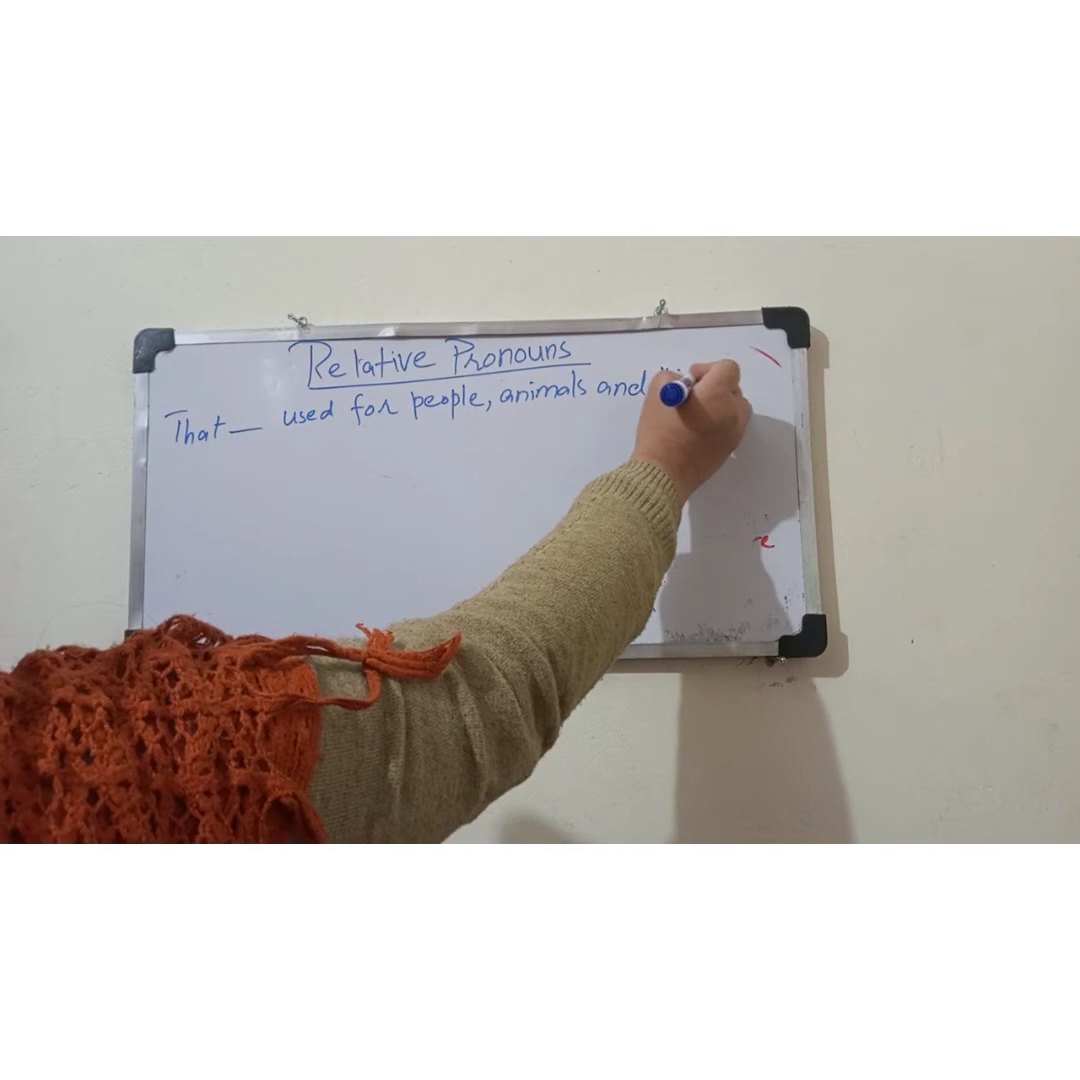 Relative Pronouns
That — used for people, animals and